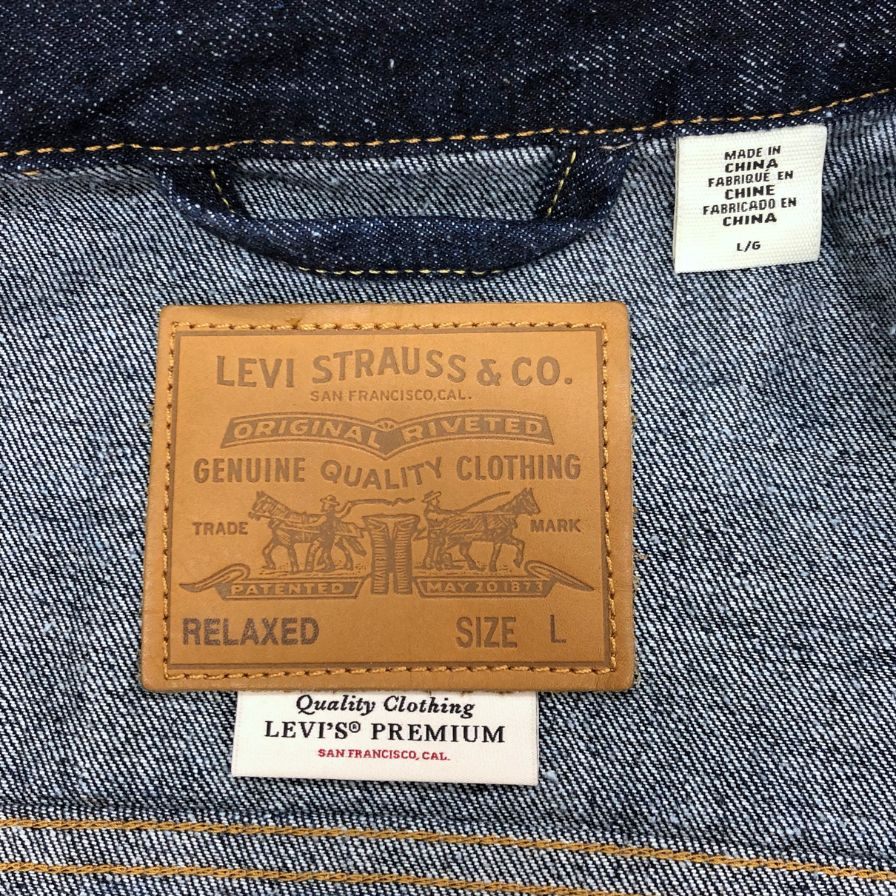 MADE IN
CHINA
FABRIQUÉ EN
CHINE
FABRICADO EN
CHINA
L/G
LEVI STRAUSS & CO.
SAN FRANCISCO, CAL.
ORIGINAL RIVETED
GENUINE QUALITY CLOTHING
TRADE MARK
PATENTED MAY 20 1873
RELAXED SIZE L
Quality Clothing
LEVI'S® PREMIUM
SAN FRANCISCO, CAL.